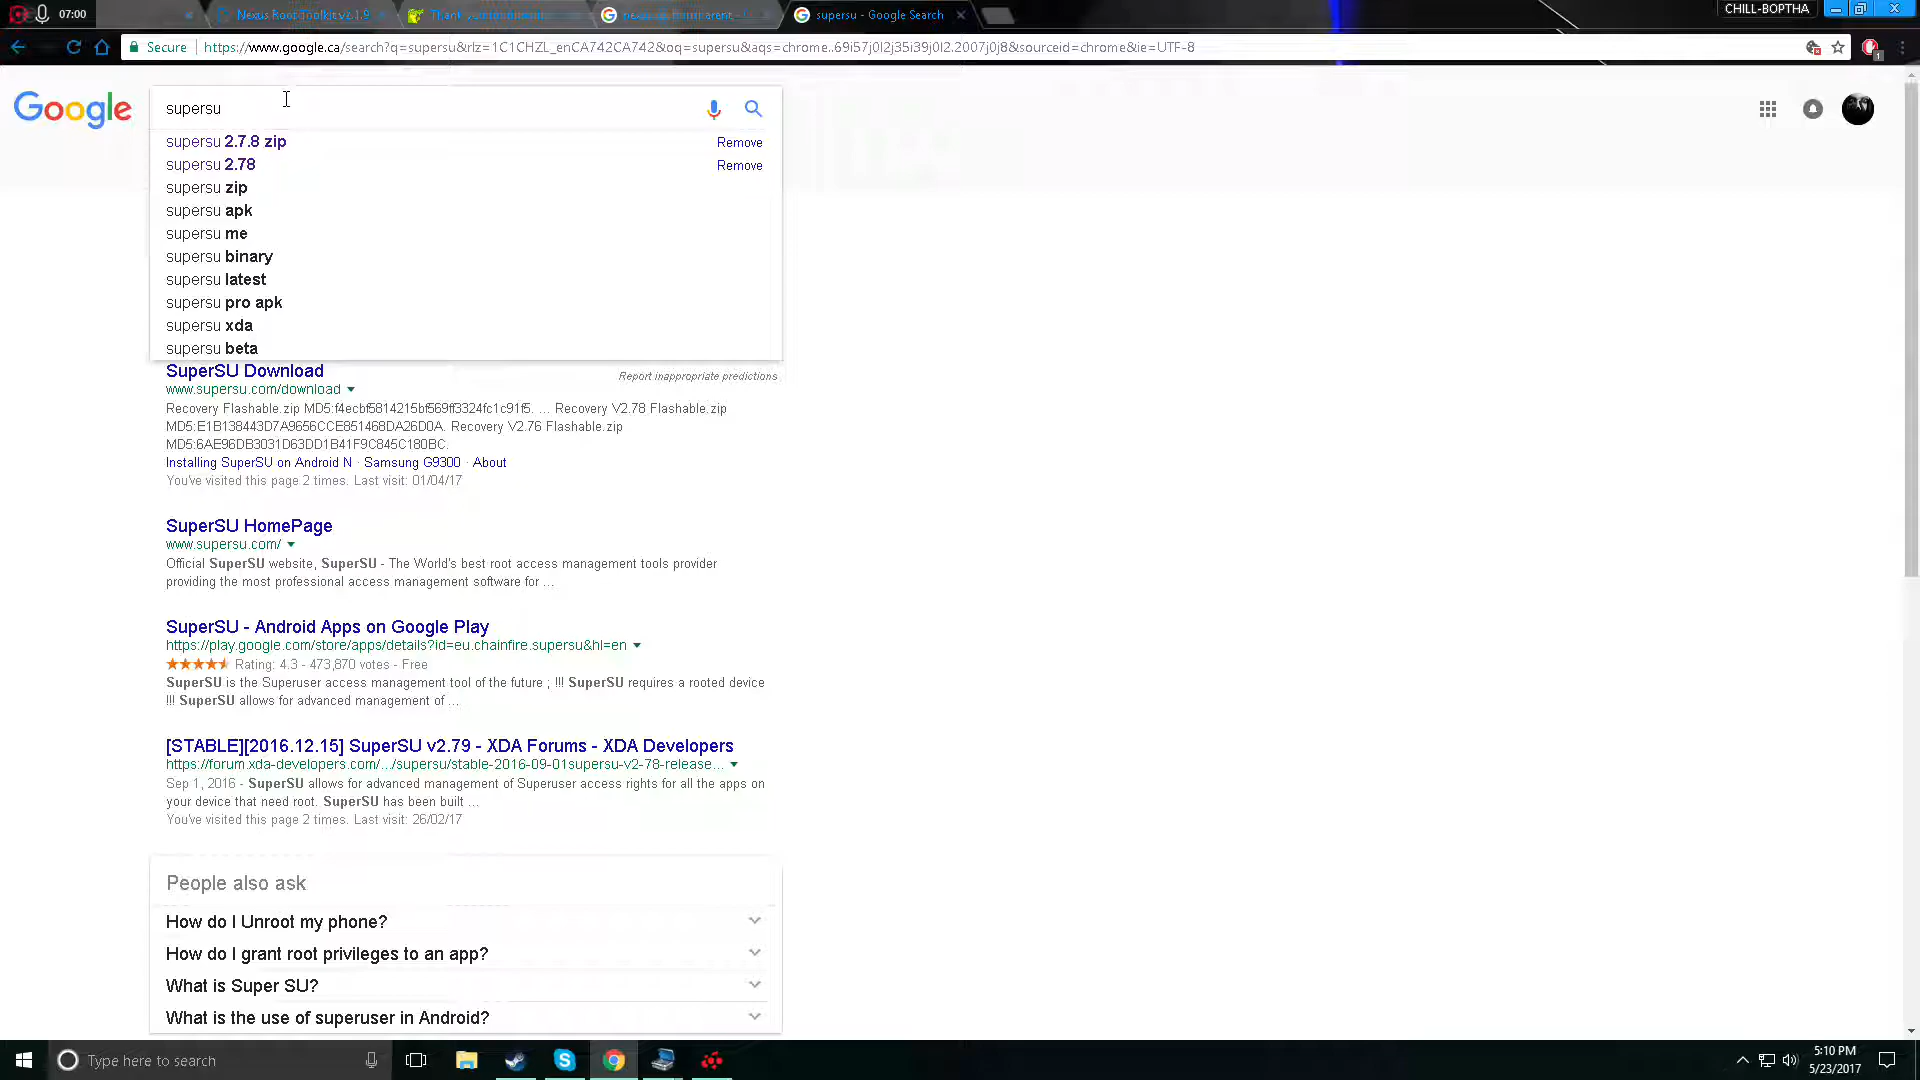 07:00
Nexus Root Toolkit v2.1.9
supersu - Google Search
CHILL-BOPTHA
Secure
https://www.google.ca/search?q=supersu&rlz=1C1CHZL_enCA742CA742&oq=supersu&aqs=chrome..69i57j0l2j35i39j0l2.2007j0j8&sourceid=chrome&ie=UTF-8
1
Google
supersu
supersu 2.7.8 zip
Remove
supersu 2.78
Remove
supersu zip
supersu apk
supersu me
supersu binary
supersu latest
supersu pro apk
supersu xda
supersu beta
SuperSU Download
Report inappropriate predictions
www.supersu.com/download
Recovery Flashable.zip MD5:f4ecbf5814215bf569ff3324fc1c91f5. ... Recovery V2.78 Flashable.zip
MD5:E1B138443D7A9656CCE851468DA26D0A. Recovery V2.76 Flashable.zip
MD5:6AE96DB3031D63DD1B41F9C845C180BC.
Installing SuperSU on Android N · Samsung G9300 · About
You've visited this page 2 times. Last visit: 01/04/17
SuperSU HomePage
www.supersu.com/
Official SuperSU website, SuperSU - The World's best root access management tools provider
providing the most professional access management software for ...
SuperSU - Android Apps on Google Play
https://play.google.com/store/apps/details?id=eu.chainfire.supersu&hl=en
Rating: 4.3 - 473,870 votes - Free
SuperSU is the Superuser access management tool of the future ; !!! SuperSU requires a rooted device
!!! SuperSU allows for advanced management of ...
[STABLE][2016.12.15] SuperSU v2.79 - XDA Forums - XDA Developers
https://forum.xda-developers.com/.../supersu/stable-2016-09-01supersu-v2-78-release...
Sep 1, 2016 - SuperSU allows for advanced management of Superuser access rights for all the apps on
your device that need root. SuperSU has been built ...
You've visited this page 2 times. Last visit: 26/02/17
People also ask
How do I Unroot my phone?
How do I grant root privileges to an app?
What is Super SU?
What is the use of superuser in Android?
Type here to search
5:10 PM
5/23/2017